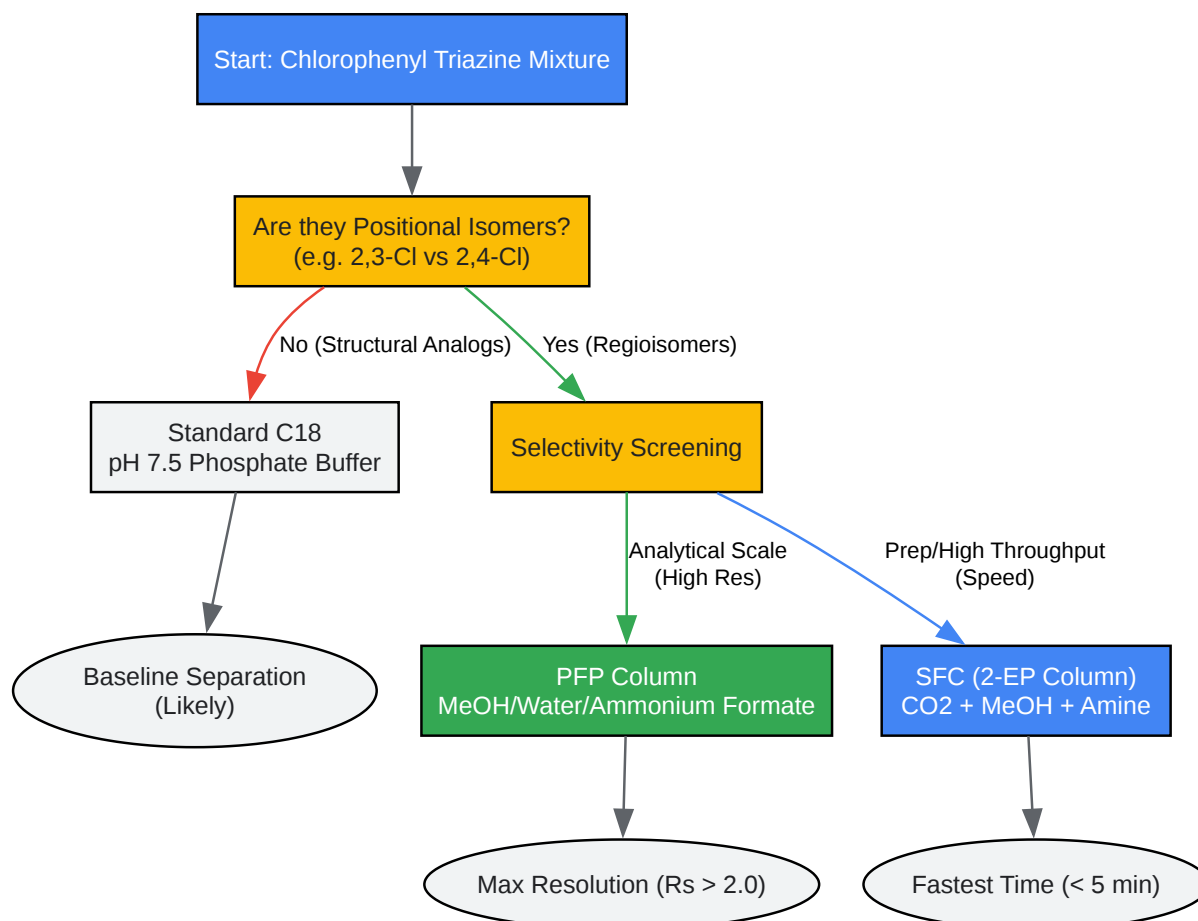 Start: Chlorophenyl Triazine Mixture
Are they Positional Isomers?
(e.g. 2,3-Cl vs 2,4-Cl)
No (Structural Analogs)
Yes (Regioisomers)
Standard C18
pH 7.5 Phosphate Buffer
Selectivity Screening
Analytical Scale
(High Res)
Prep/High Throughput
(Speed)
Baseline Separation
(Likely)
PFP Column
MeOH/Water/Ammonium Formate
SFC (2-EP Column)
CO2 + MeOH + Amine
Max Resolution (Rs > 2.0)
Fastest Time (< 5 min)